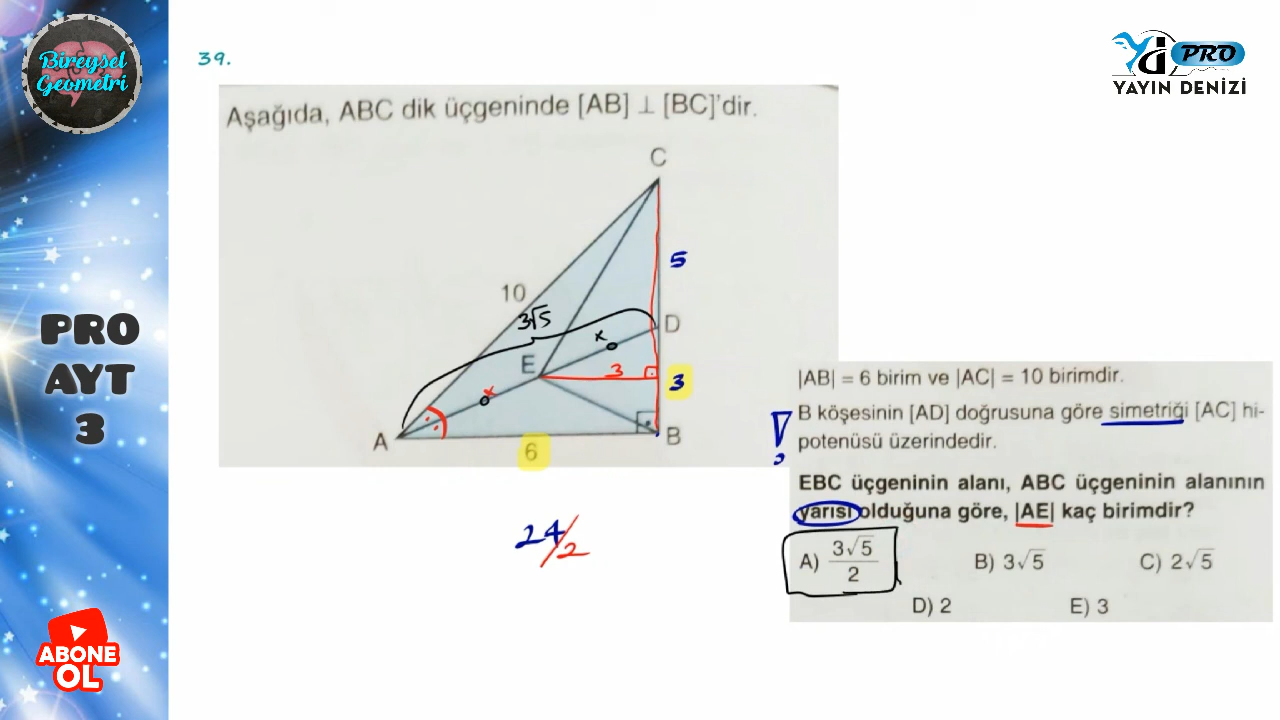 Bireysel
Geometri
39.
PRO
YAYIN DENİZİ
Aşağıda, ABC dik üçgeninde [AB] ⊥ [BC]'dir.
C
5
10
3√5
D
x
E
3
3
x
A
B
6
PRO
AYT
3
|AB| = 6 birim ve |AC| = 10 birimdir.
B köşesinin [AD] doğrusuna göre simetriği [AC] hi-
potenüsü üzerindedir.
EBC üçgeninin alanı, ABC üçgeninin alanının
yarısı olduğuna göre, |AE| kaç birimdir?
A) 3√5/2 B) 3√5 C) 2√5
D) 2 E) 3
24/2
ABONE
OL